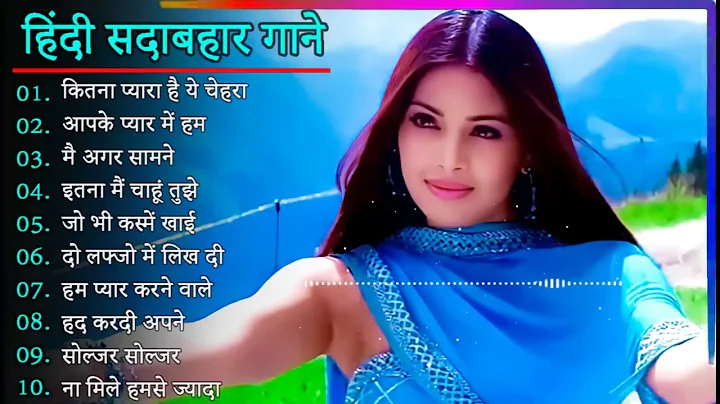 हिंदी सदाबहार गाने
01. कितना प्यारा है ये चेहरा
02. आपके प्यार में हम
03. मै अगर सामने
04. इतना मैं चाहूं तुझे
05. जो भी कस्में खाई
06. दो लफ्जो में लिख दी
07. हम प्यार करने वाले
08. हद करदी अपने
09. सोल्जर सोल्जर
10. ना मिले हमसे ज्यादा